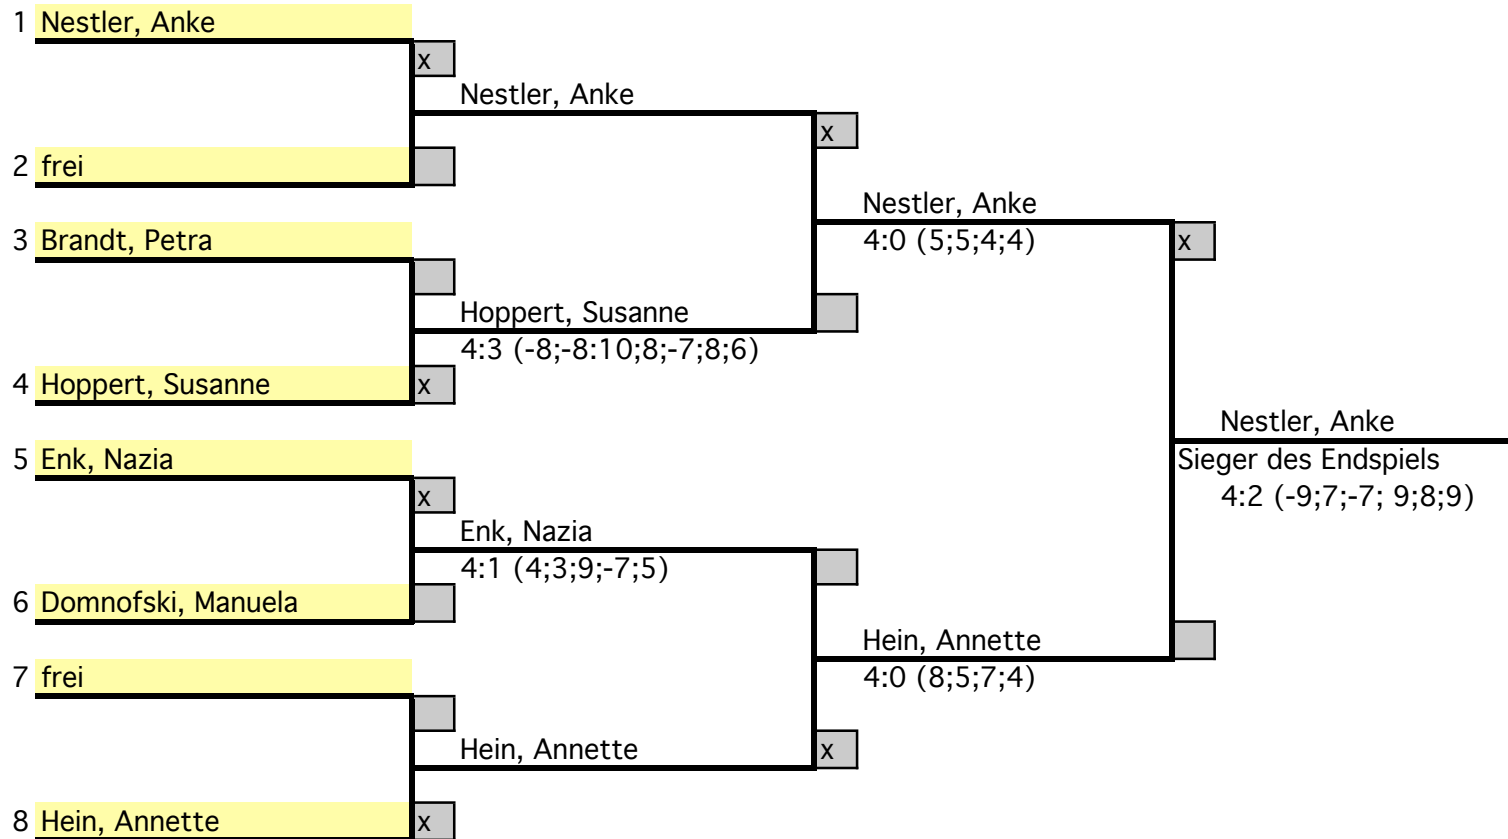 1 Nestler, Anke
x
Nestler, Anke
x
2 frei
Nestler, Anke
3 Brandt, Petra
4:0 (5;5;4;4)
x
Hoppert, Susanne
4:3 (-8;-8:10;8;-7;8;6)
4 Hoppert, Susanne
x
Nestler, Anke
5 Enk, Nazia
Sieger des Endspiels
x
4:2 (-9;7;-7; 9;8;9)
Enk, Nazia
4:1 (4;3;9;-7;5)
6 Domnofski, Manuela
Hein, Annette
7 frei
4:0 (8;5;7;4)
Hein, Annette
x
8 Hein, Annette
x